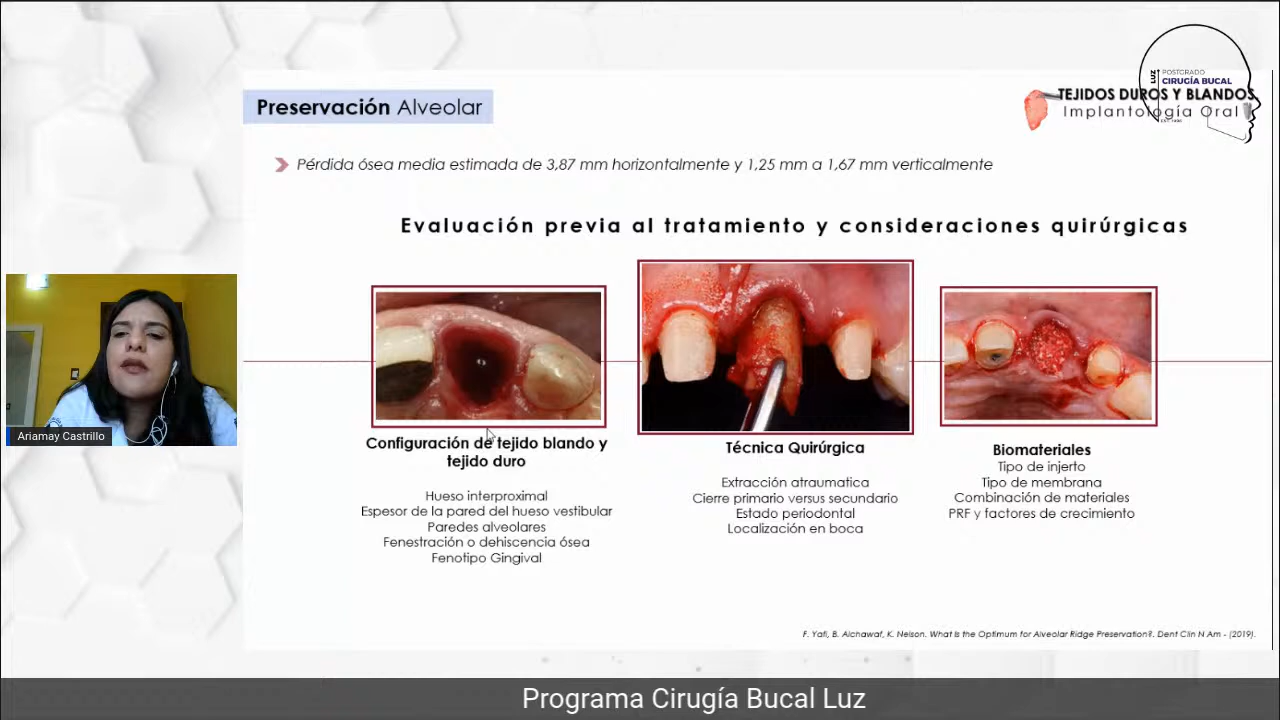 Preservación Alveolar
LUZ
POSTGRADO
CIRUGÍA BUCAL
TEJIDOS DUROS Y BLANDOS
Implantología Oral
Pérdida ósea media estimada de 3,87 mm horizontalmente y 1,25 mm a 1,67 mm verticalmente
Evaluación previa al tratamiento y consideraciones quirúrgicas
Configuración de tejido blando y
tejido duro
Hueso interproximal
Espesor de la pared del hueso vestibular
Paredes alveolares
Fenestración o dehiscencia ósea
Fenotipo Gingival
Técnica Quirúrgica
Extracción atraumatica
Cierre primario versus secundario
Estado periodontal
Localización en boca
Biomateriales
Tipo de injerto
Tipo de membrana
Combinación de materiales
PRF y factores de crecimiento
Ariamay Castrillo
F. Yafi, B. Alchawaf, K. Nelson. What is the Optimum for Alveolar Ridge Preservation?. Dent Clin N Am - (2019).
Programa Cirugía Bucal Luz